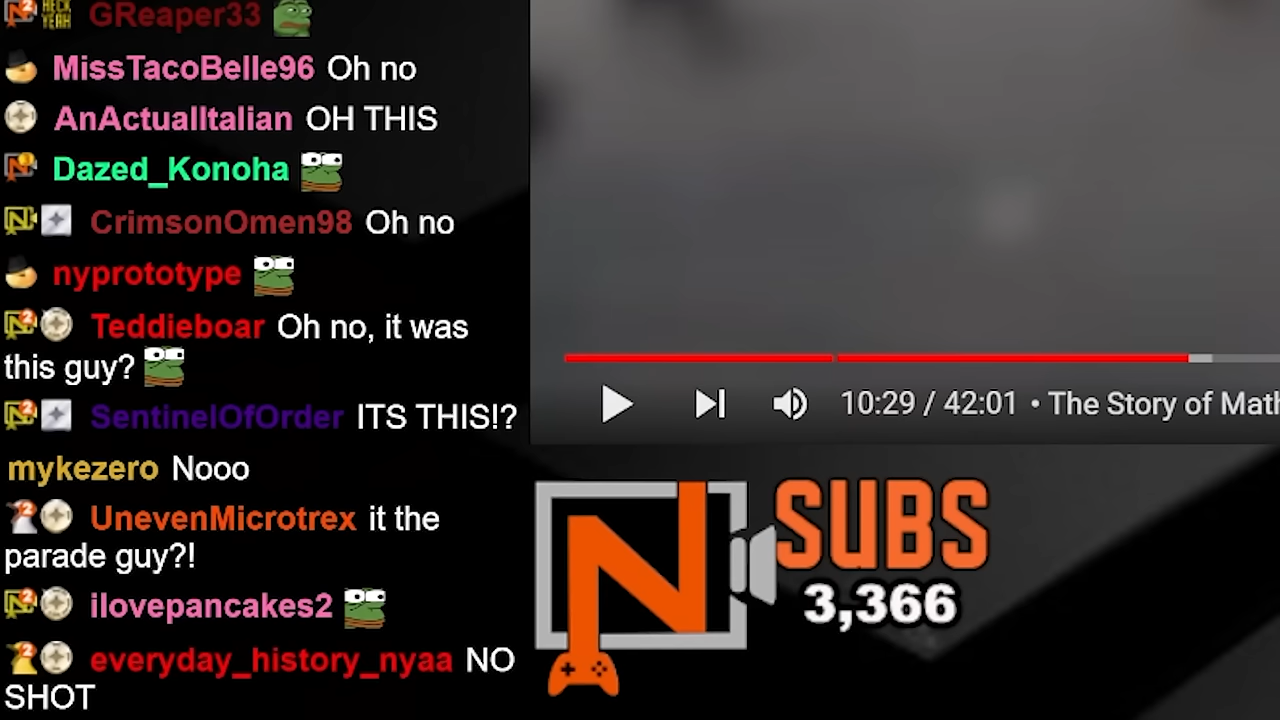 GReaper33
MissTacoBelle96 Oh no
AnActualItalian OH THIS
Dazed_Konoha
CrimsonOmen98 Oh no
nyprototype
Teddieboar Oh no, it was
this guy?
SentinelOfOrder ITS THIS!?
mykezero Nooo
UnevenMicrotrex it the
parade guy?!
ilovepancakes2
everyday_history_nyaa NO
SHOT
10:29 / 42:01 • The Story of Math
SUBS
3,366